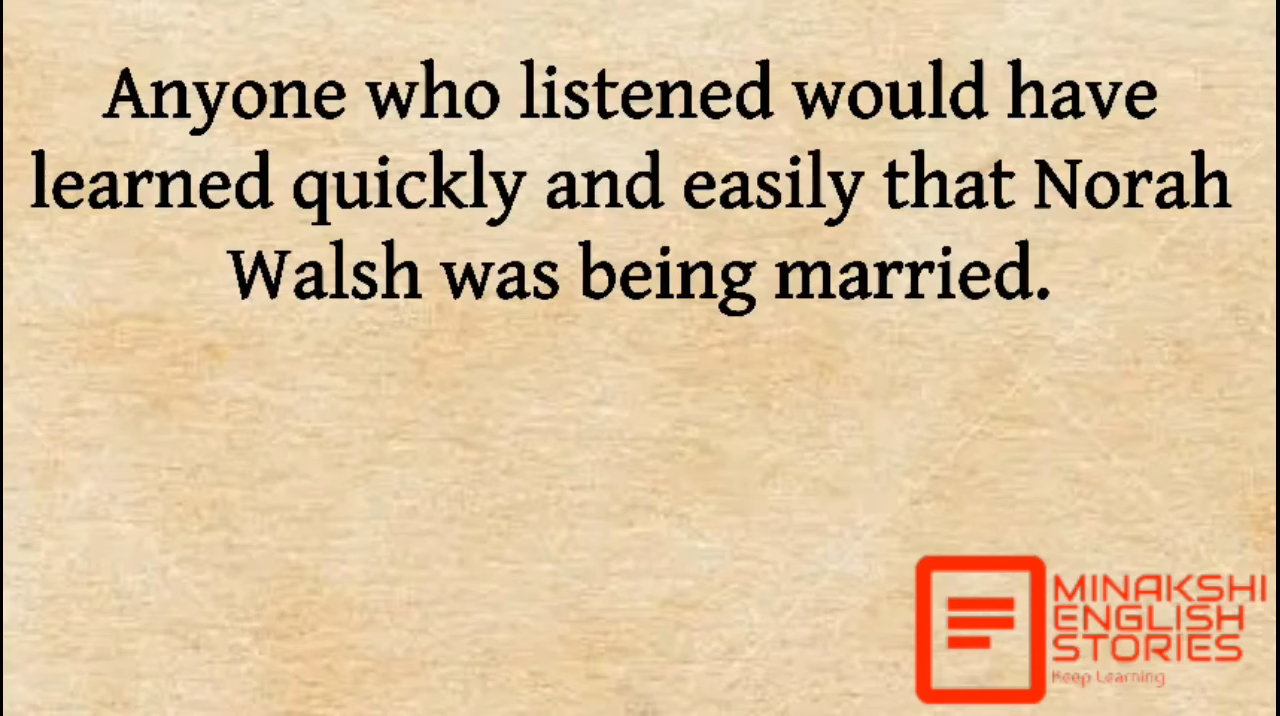 Anyone who listened would have
learned quickly and easily that Norah
Walsh was being married.
MINAKSHI
ENGLISH
STORIES
Keep Learning